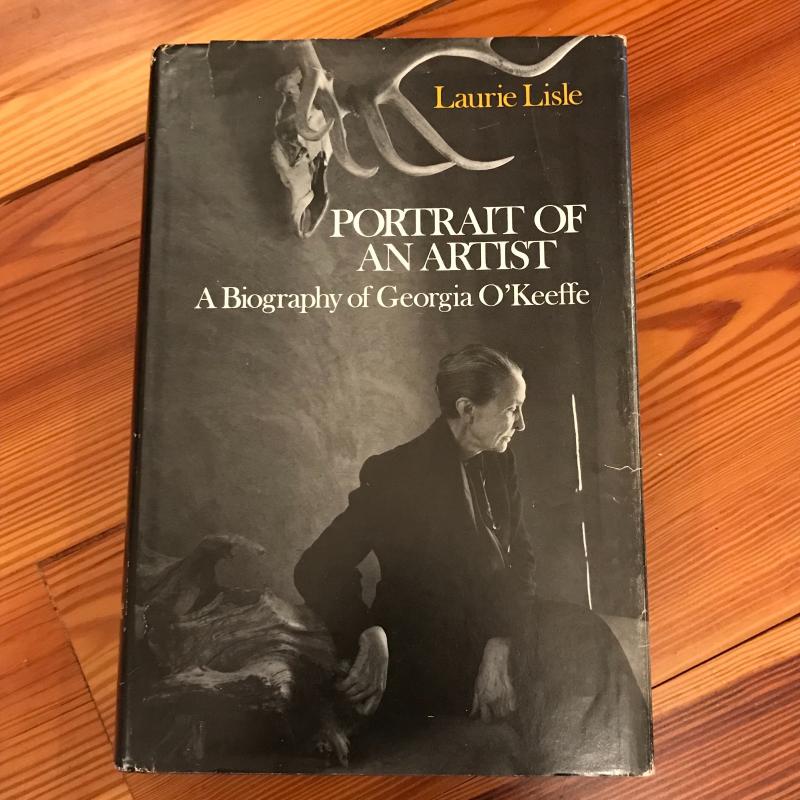 Laurie Lisle
PORTRAIT OF
AN ARTIST
A Biography of Georgia O'Keeffe